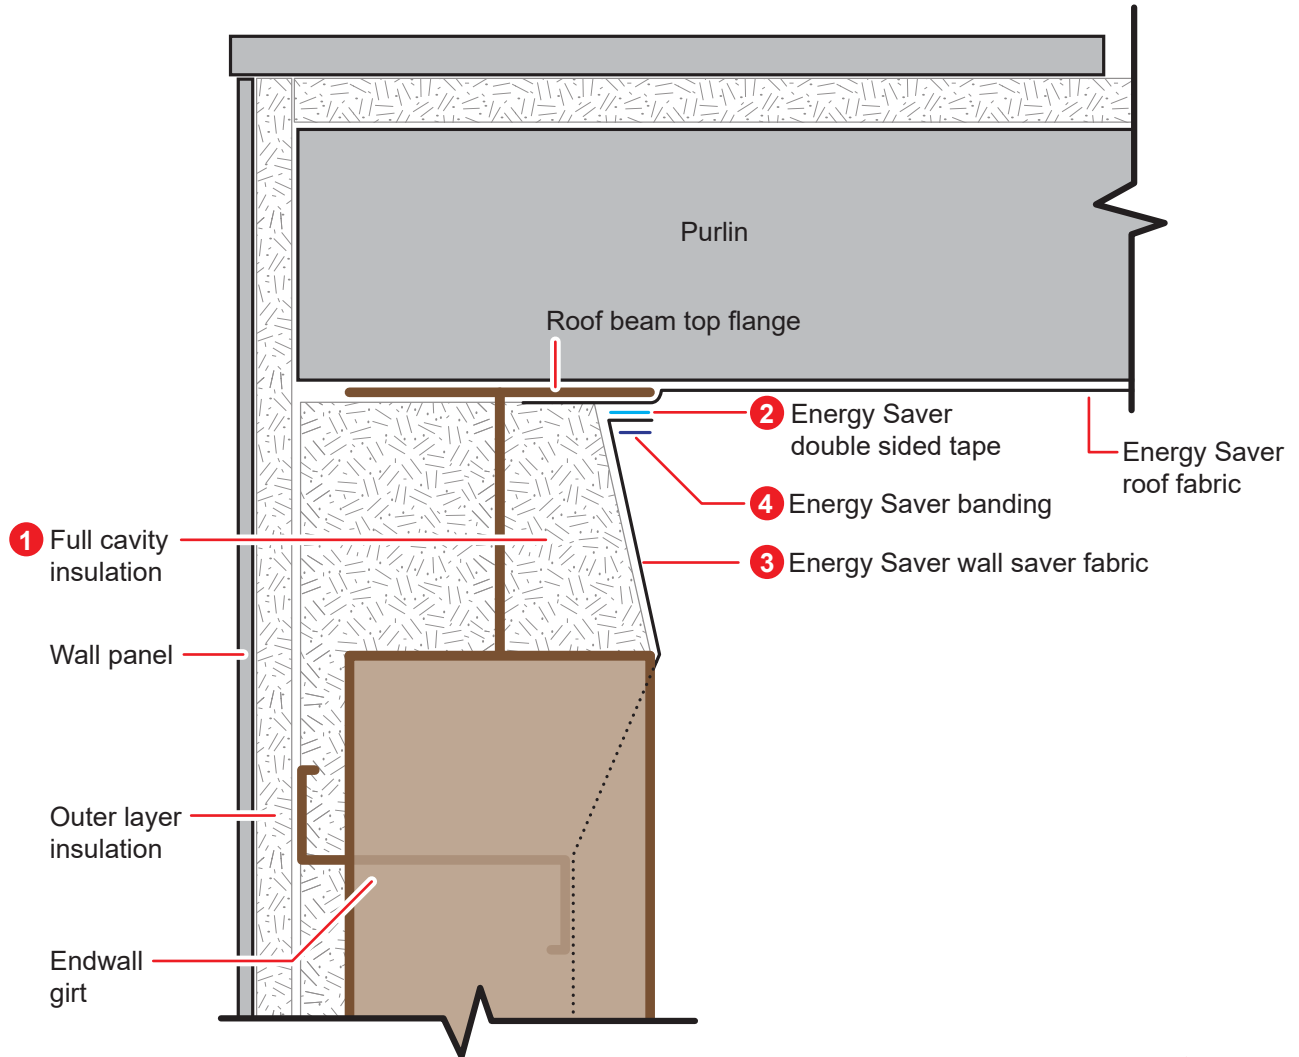 Purlin
Roof beam top flange
2 Energy Saver
double sided tape
Energy Saver
roof fabric
4 Energy Saver banding
1 Full cavity
insulation
3 Energy Saver wall saver fabric
Wall panel
Outer layer
insulation
Endwall
girt